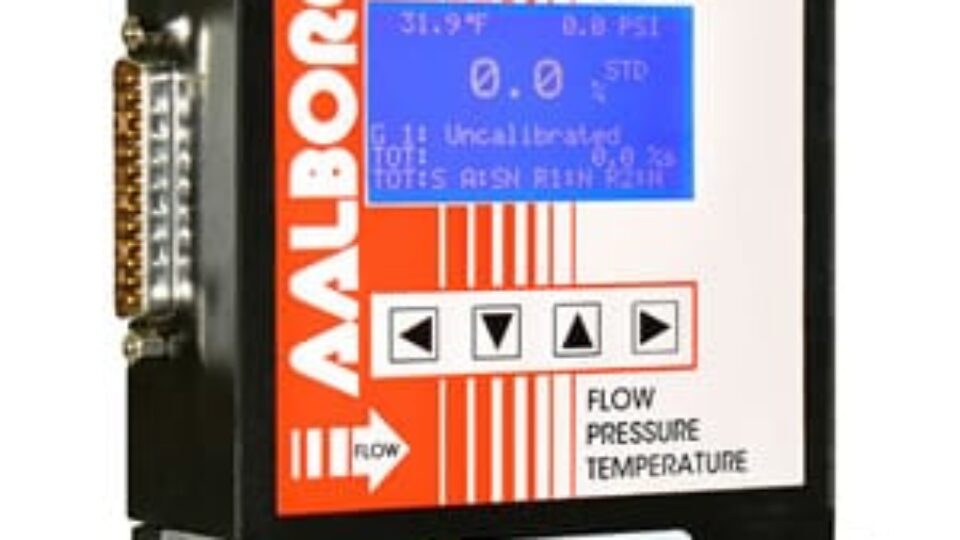 AALBOR
31.9°F 0.0 PSI
0.0 STD
%
G 1: Uncalibrated
TOT: 0.0 %s
TOT:S A:SN R1:N R2:N
FLOW
FLOW
PRESSURE
TEMPERATURE